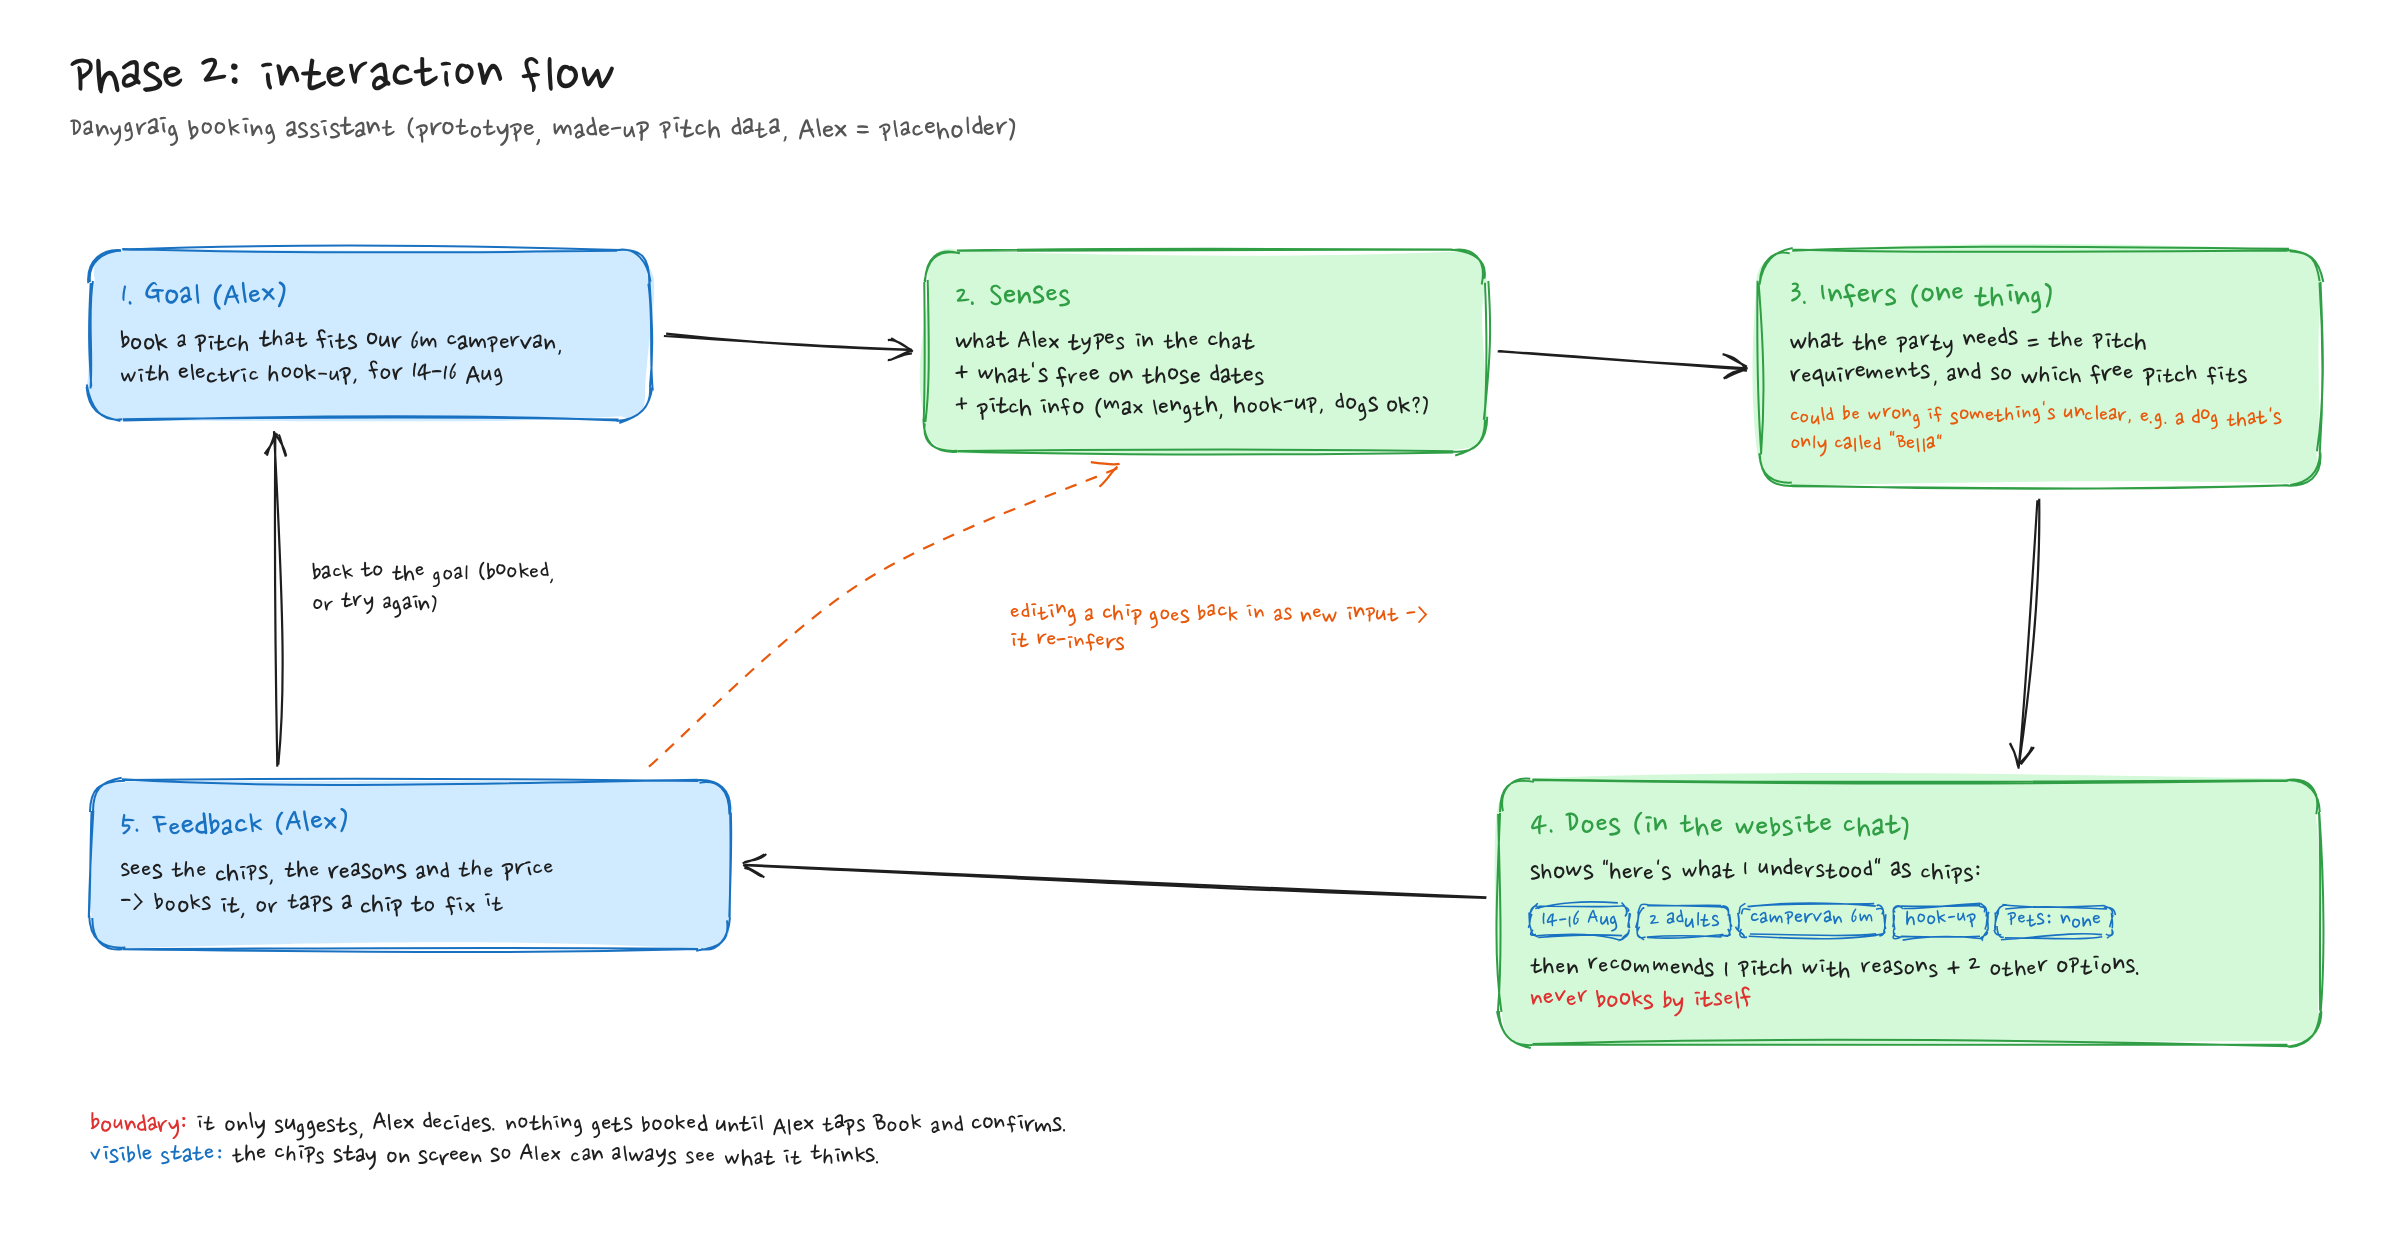 Phase 2: interaction flow
Danygraig booking assistant (prototype, made-up pitch data, Alex = placeholder)
1. Goal (Alex)
book a pitch that fits our 6m campervan,
with electric hook-up, for 14-16 Aug
2. Senses
what Alex types in the chat
+ what's free on those dates
+ pitch info (max length, hook-up, dogs ok?)
3. Infers (one thing)
what the party needs = the pitch
requirements, and so which free pitch fits
could be wrong if something's unclear, e.g. a dog that's
only called "Bella"
back to the goal (booked,
or try again)
editing a chip goes back in as new input ->
it re-infers
4. Does (in the website chat)
shows "here's what I understood" as chips:
14-16 Aug
2 adults
campervan 6m
hook-up
pets: none
then recommends 1 pitch with reasons + 2 other options.
never books by itself
5. Feedback (Alex)
sees the chips, the reasons and the price
-> books it, or taps a chip to fix it
boundary: it only suggests, Alex decides. nothing gets booked until Alex taps Book and confirms.
visible state: the chips stay on screen so Alex can always see what it thinks.